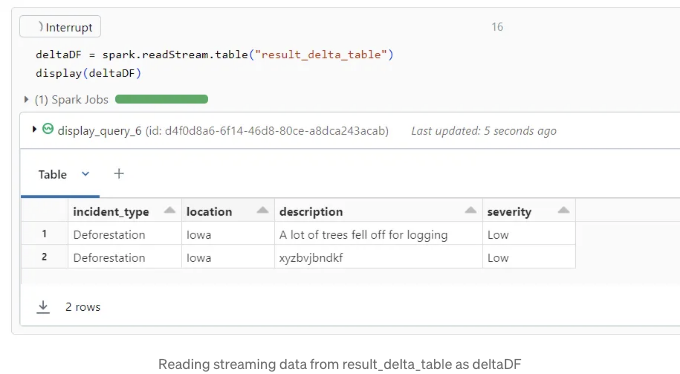 Interrupt
16
deltaDF = spark.readStream.table("result_delta_table")
display(deltaDF)
(1) Spark Jobs
display_query_6 (id: d4f0d8a6-6f14-46d8-80ce-a8dca243acab) Last updated: 5 seconds ago
Table
incident_type location description severity
1 Deforestation Iowa A lot of trees fell off for logging Low
2 Deforestation Iowa xyzbvjbndkf Low
2 rows
Reading streaming data from result_delta_table as deltaDF